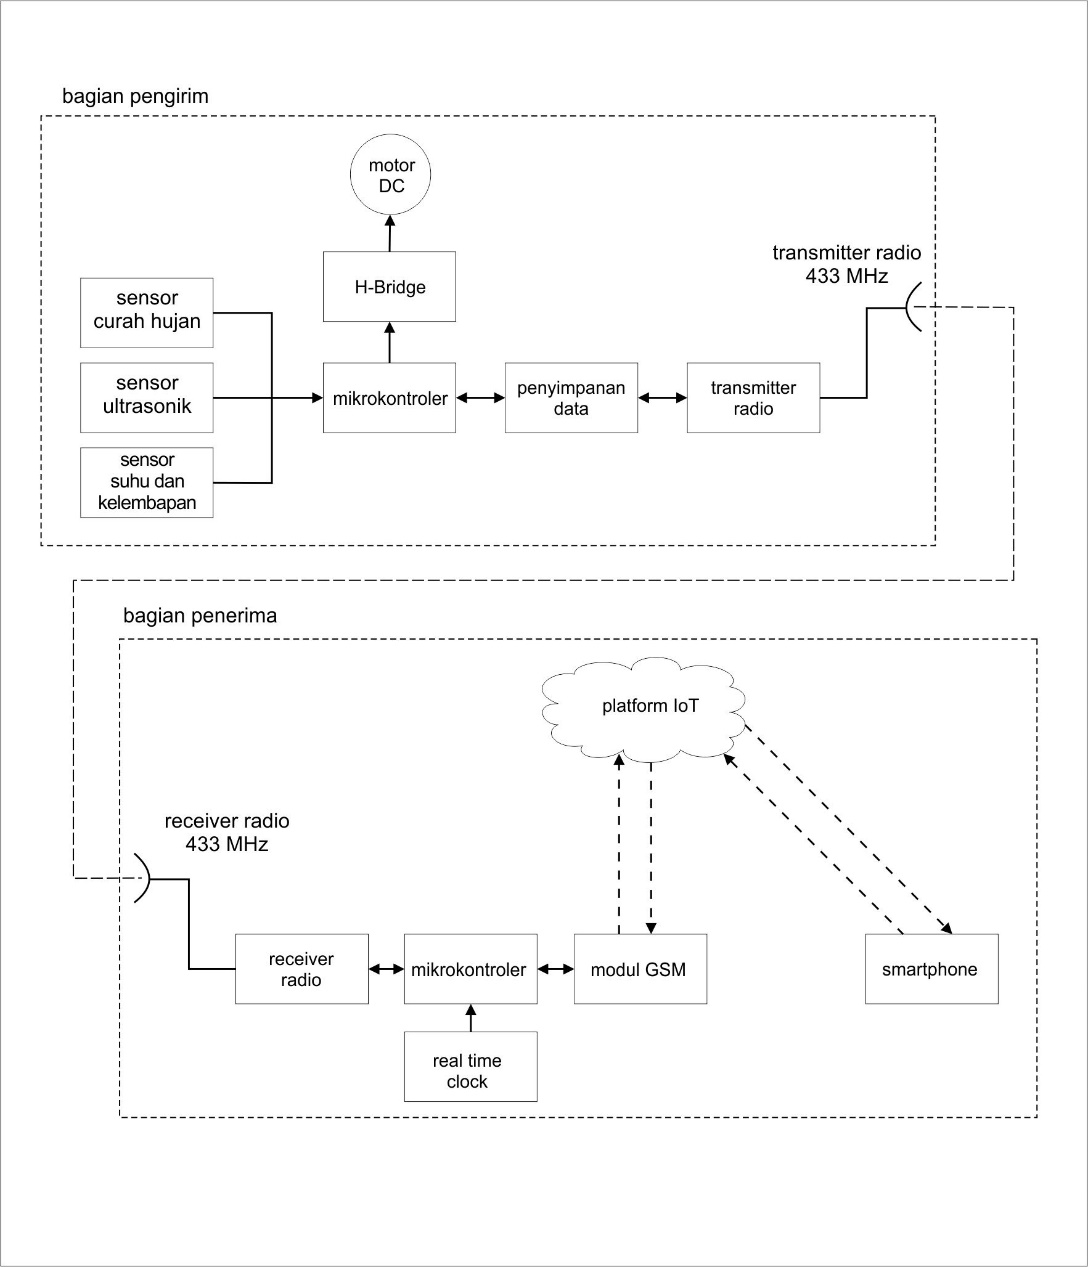 bagian pengirim
motor
DC
transmitter radio
433 MHz
H-Bridge
sensor
curah hujan
sensor
ultrasonik
mikrokontroler
penyimpanan
data
transmitter
radio
sensor
suhu dan
kelembapan
bagian penerima
platform IoT
receiver radio
433 MHz
receiver
radio
mikrokontroler
modul GSM
smartphone
real time
clock